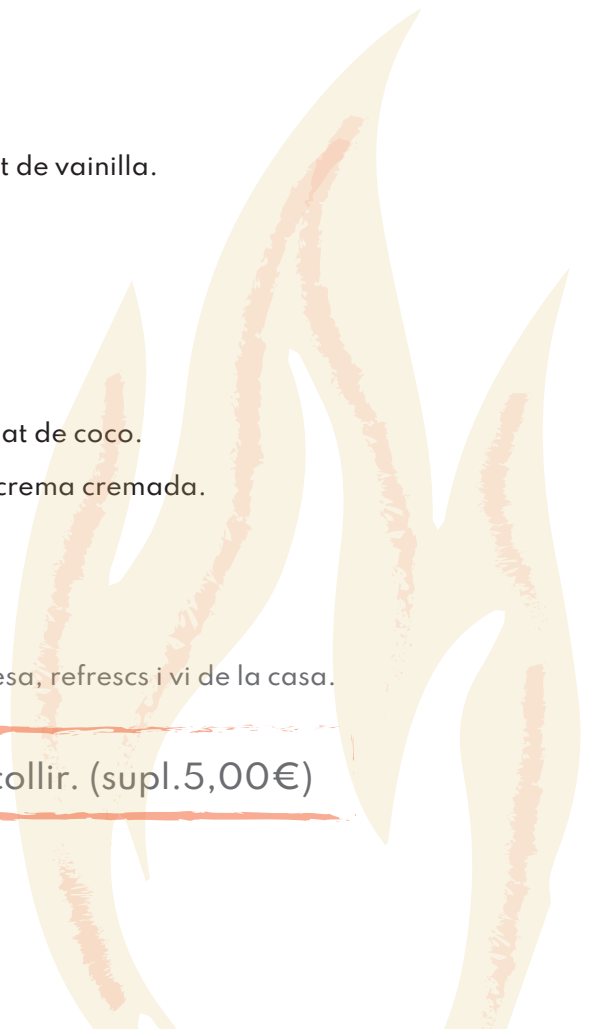 t de vainilla.
at de coco.
crema cremada.
esa, refrescs i vi de la casa.
collir. (supl.5,00€)